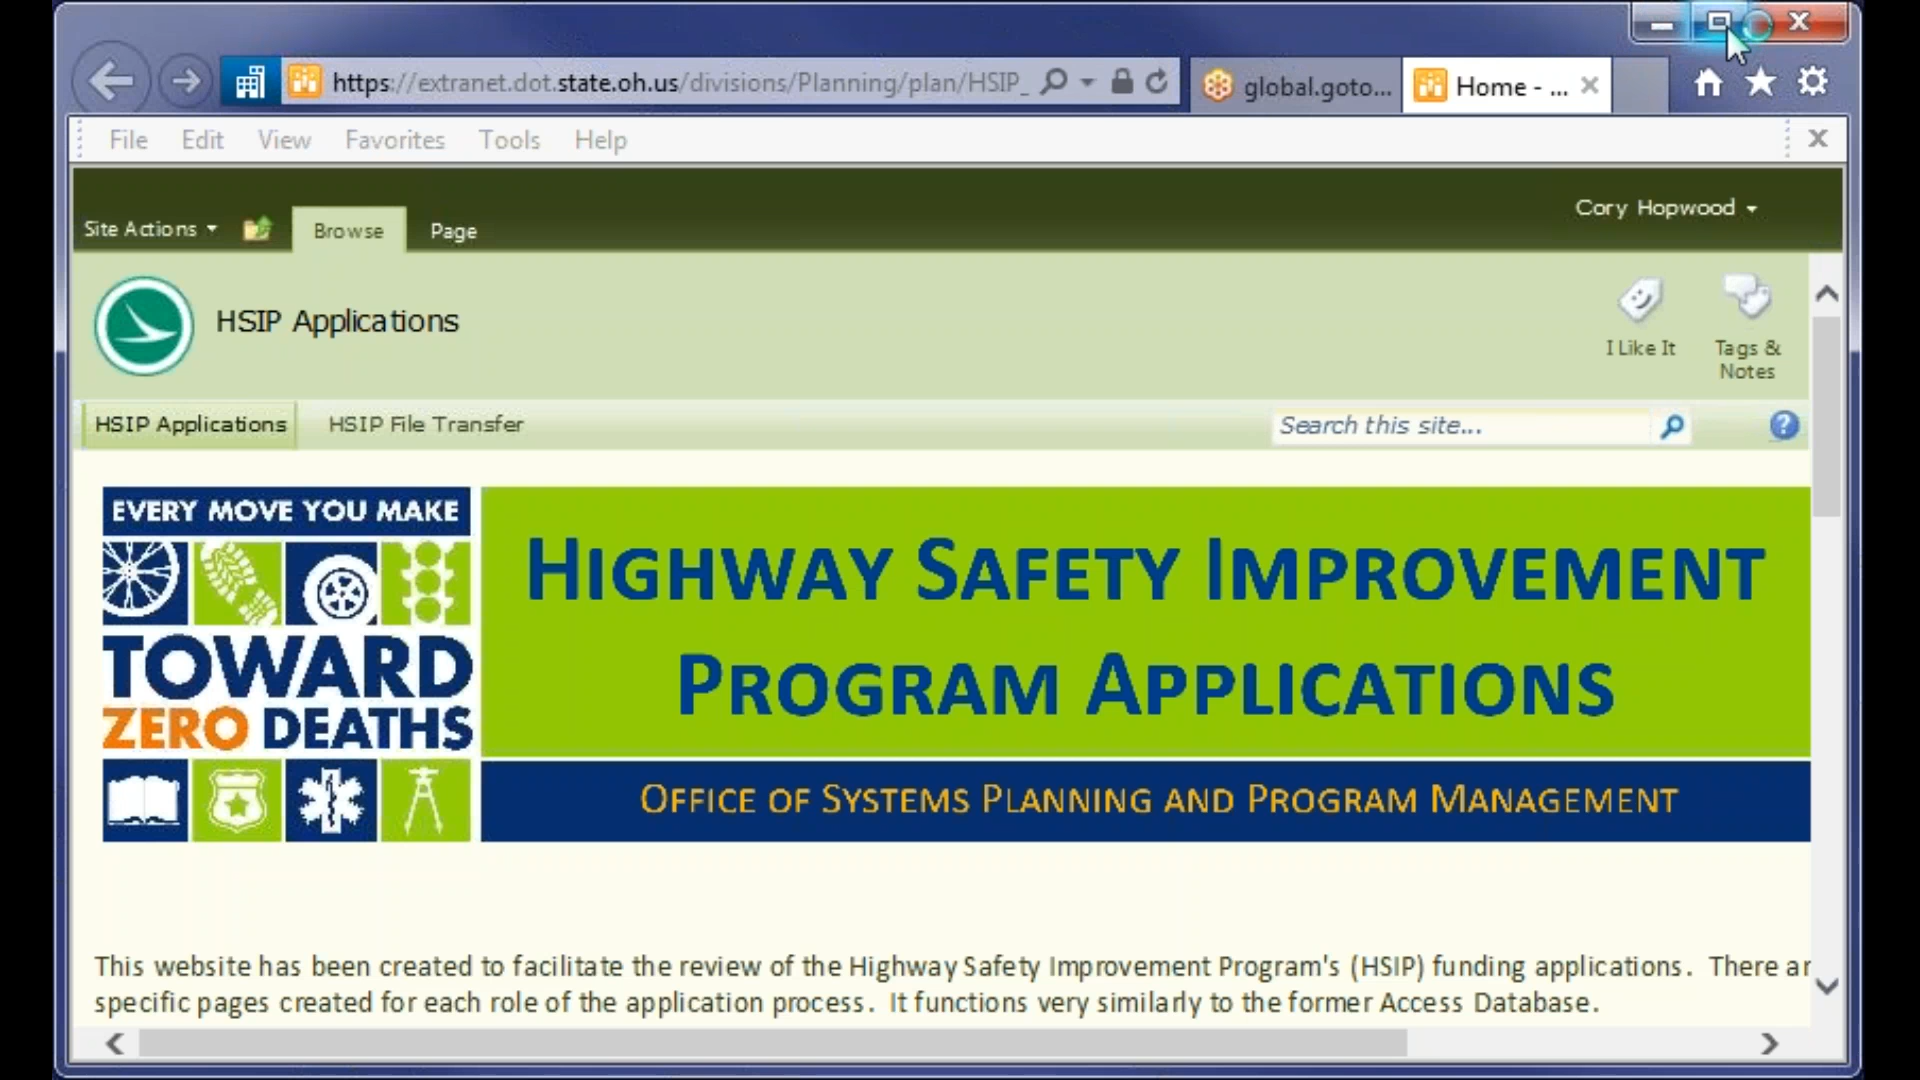 https://extranet.dot.state.oh.us/divisions/Planning/plan/HSIP_
global.goto...
Home - ...
File Edit View Favorites Tools Help
Cory Hopwood
Site Actions
Browse
Page
HSIP Applications
I Like It
Tags &
Notes
HSIP Applications
HSIP File Transfer
Search this site...
EVERY MOVE YOU MAKE
TOWARD
ZERO DEATHS
HIGHWAY SAFETY IMPROVEMENT
PROGRAM APPLICATIONS
OFFICE OF SYSTEMS PLANNING AND PROGRAM MANAGEMENT
This website has been created to facilitate the review of the Highway Safety Improvement Program's (HSIP) funding applications. There ar
specific pages created for each role of the application process. It functions very similarly to the former Access Database.